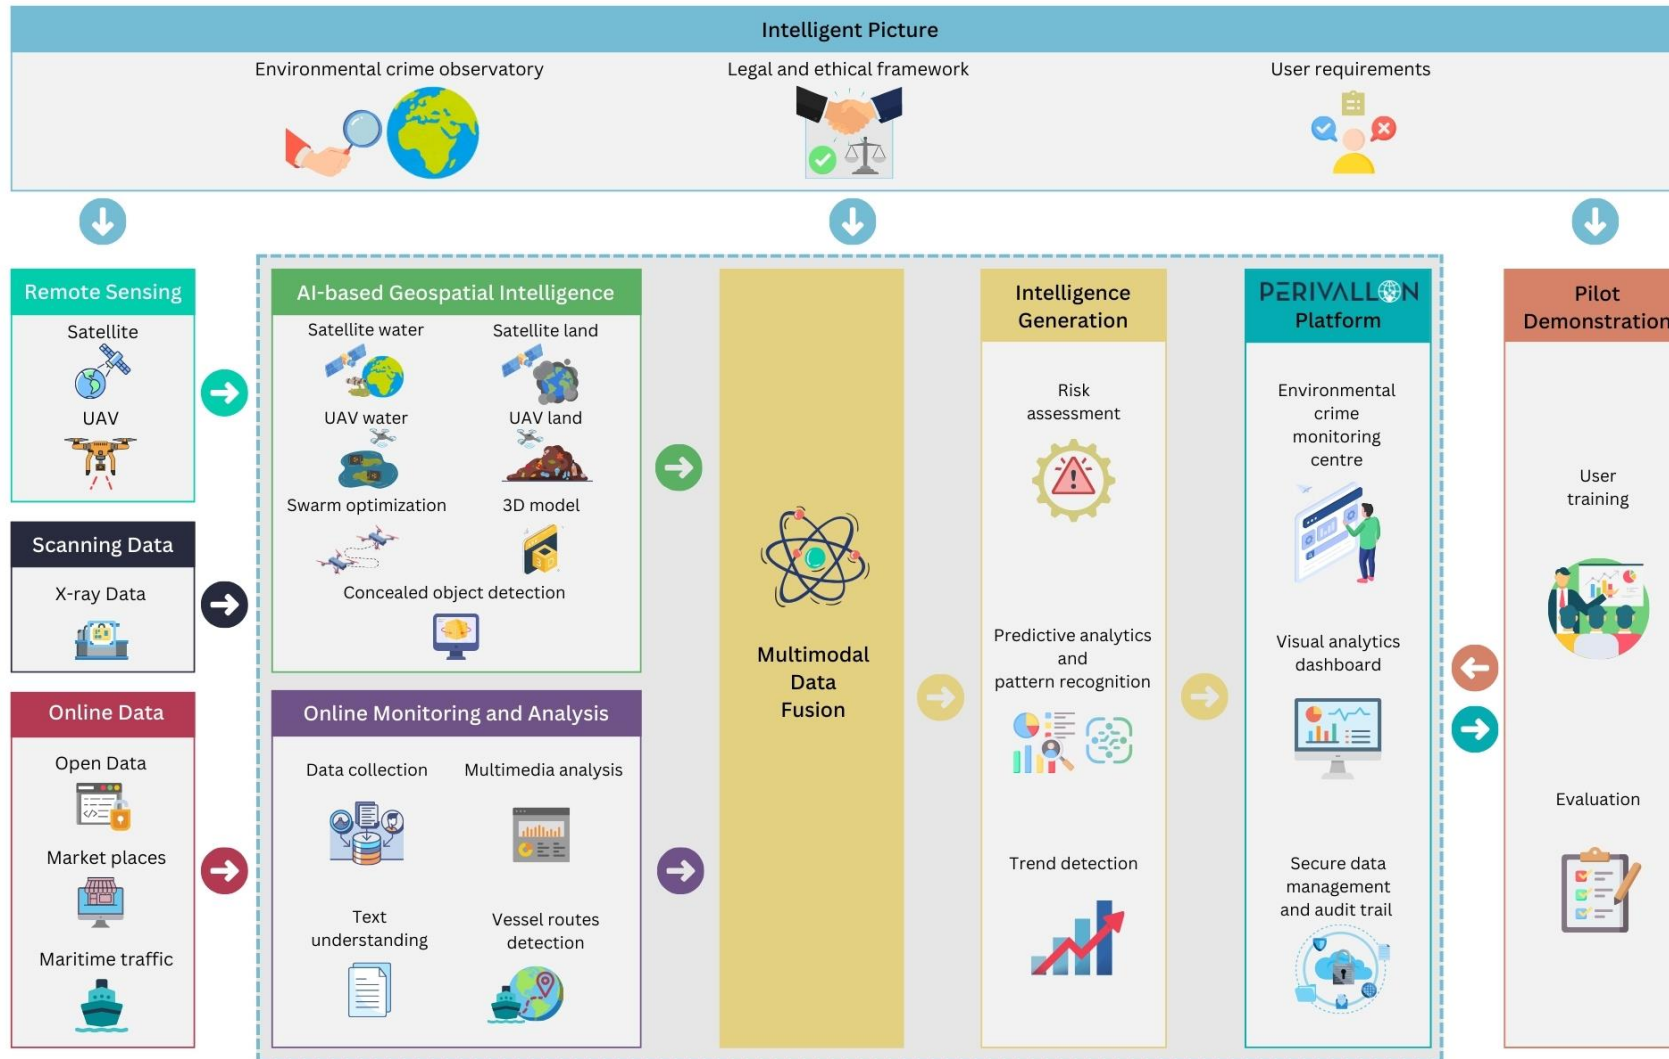 Intelligent Picture
Environmental crime observatory
Legal and ethical framework
User requirements
Remote Sensing
Satellite
UAV
Scanning Data
X-ray Data
Online Data
Open Data
Market places
Maritime traffic
AI-based Geospatial Intelligence
Satellite water
Satellite land
UAV water
UAV land
Swarm optimization
3D model
Concealed object detection
Online Monitoring and Analysis
Data collection
Multimedia analysis
Text
understanding
Vessel routes
detection
Multimodal
Data
Fusion
Intelligence
Generation
Risk
assessment
Predictive analytics
and
pattern recognition
Trend detection
PERIVALLON
Platform
Environmental
crime
monitoring
centre
Visual analytics
dashboard
Secure data
management
and audit trail
Pilot
Demonstration
User
training
Evaluation